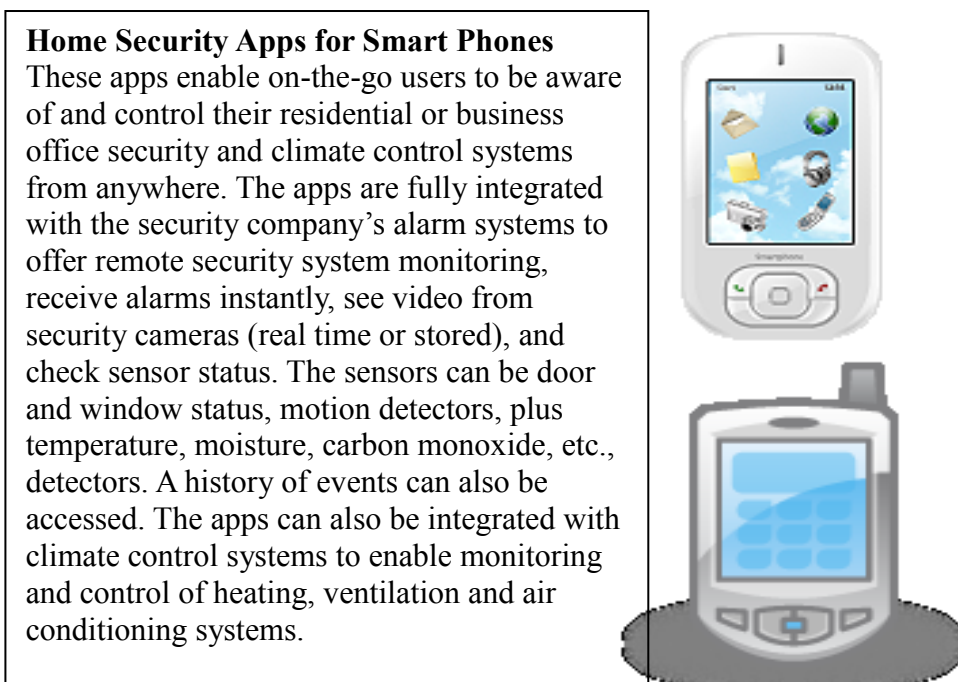 Home Security Apps for Smart Phones
These apps enable on-the-go users to be aware
of and control their residential or business
office security and climate control systems
from anywhere. The apps are fully integrated
with the security company’s alarm systems to
offer remote security system monitoring,
receive alarms instantly, see video from
security cameras (real time or stored), and
check sensor status. The sensors can be door
and window status, motion detectors, plus
temperature, moisture, carbon monoxide, etc.,
detectors. A history of events can also be
accessed. The apps can also be integrated with
climate control systems to enable monitoring
and control of heating, ventilation and air
conditioning systems.
Smartphone